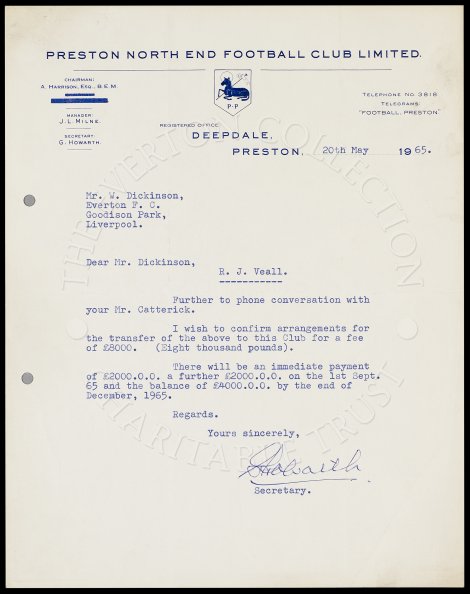 PRESTON NORTH END FOOTBALL CLUB LIMITED.
CHAIRMAN:
A. HARRISON, ESQ., B.E.M.
MANAGER:
J. L. MILNE.
SECRETARY:
G. HOWARTH.
P·P
TELEPHONE NO. 3818
TELEGRAMS:
"FOOTBALL, PRESTON"
REGISTERED OFFICE:
DEEPDALE,
PRESTON, 20th May 1965.
Mr. W. Dickinson,
Everton F. C.
Goodison Park,
Liverpool.
Dear Mr. Dickinson,
R. J. Veall.
-----------
Further to phone conversation with
your Mr. Catterick.
I wish to confirm arrangements for
the transfer of the above to this Club for a fee
of £8000. (Eight thousand pounds).
There will be an immediate payment
of £2000.0.0. a further £2000.0.0. on the 1st Sept.
65 and the balance of £4000.0.0. by the end of
December, 1965.
Regards.
Yours sincerely,
G Howarth
Secretary.
THE EVERTON COLLECTION
CHARITABLE TRUST